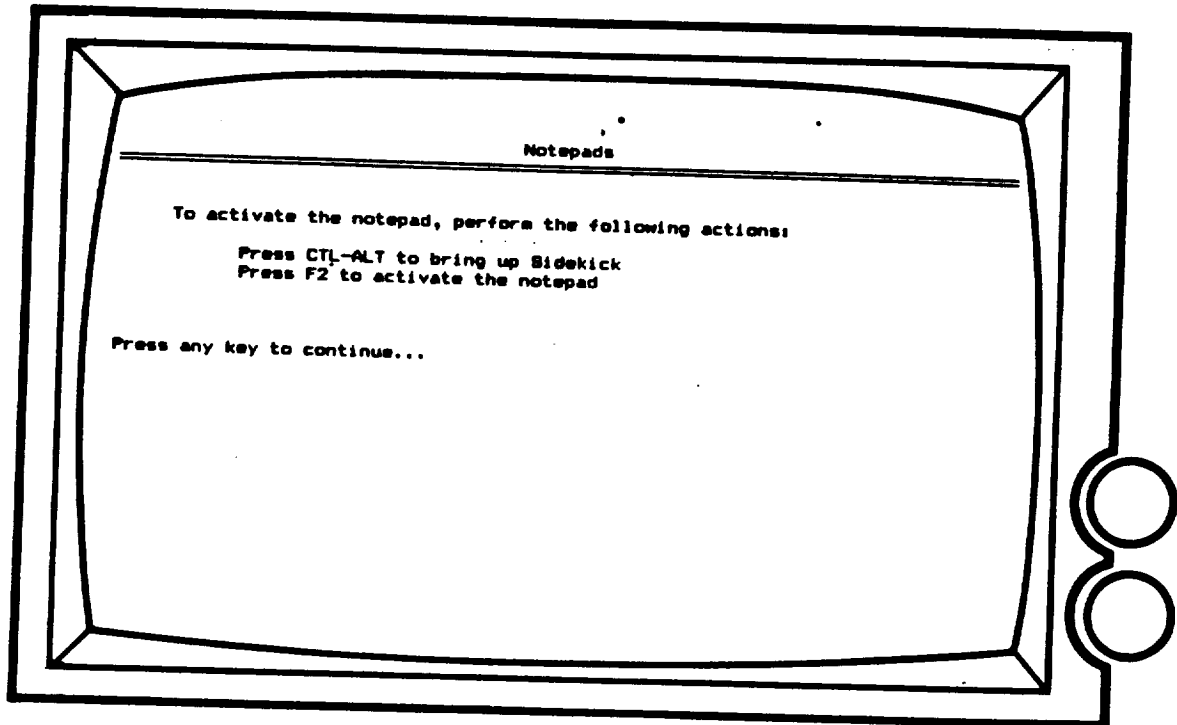 Notepads
To activate the notepad, perform the following actions:
Press CTL-ALT to bring up Sidekick
Press F2 to activate the notepad
Press any key to continue...